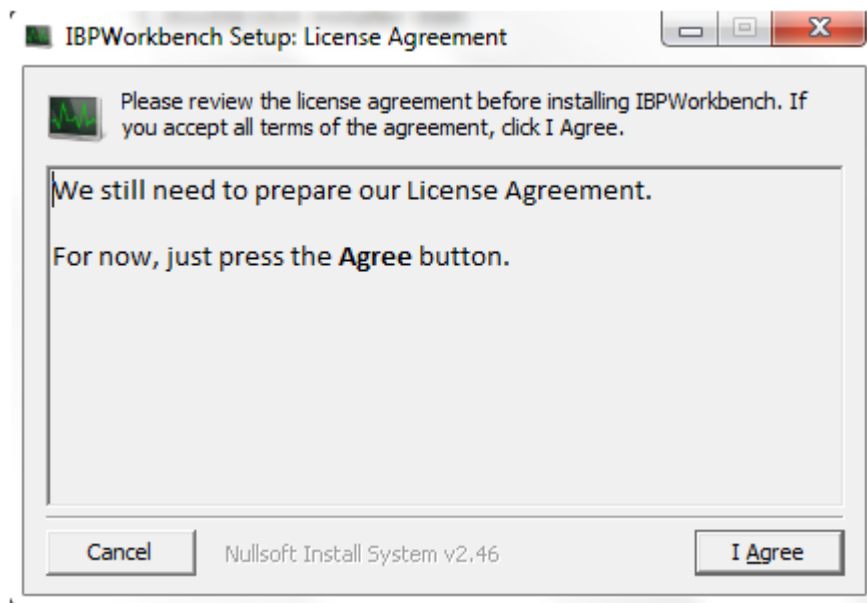 IBPWorkbench Setup: License Agreement
Please review the license agreement before installing IBPWorkbench. If
you accept all terms of the agreement, click I Agree.
We still need to prepare our License Agreement.
For now, just press the Agree button.
Cancel
Nullsoft Install System v2.46
I Agree